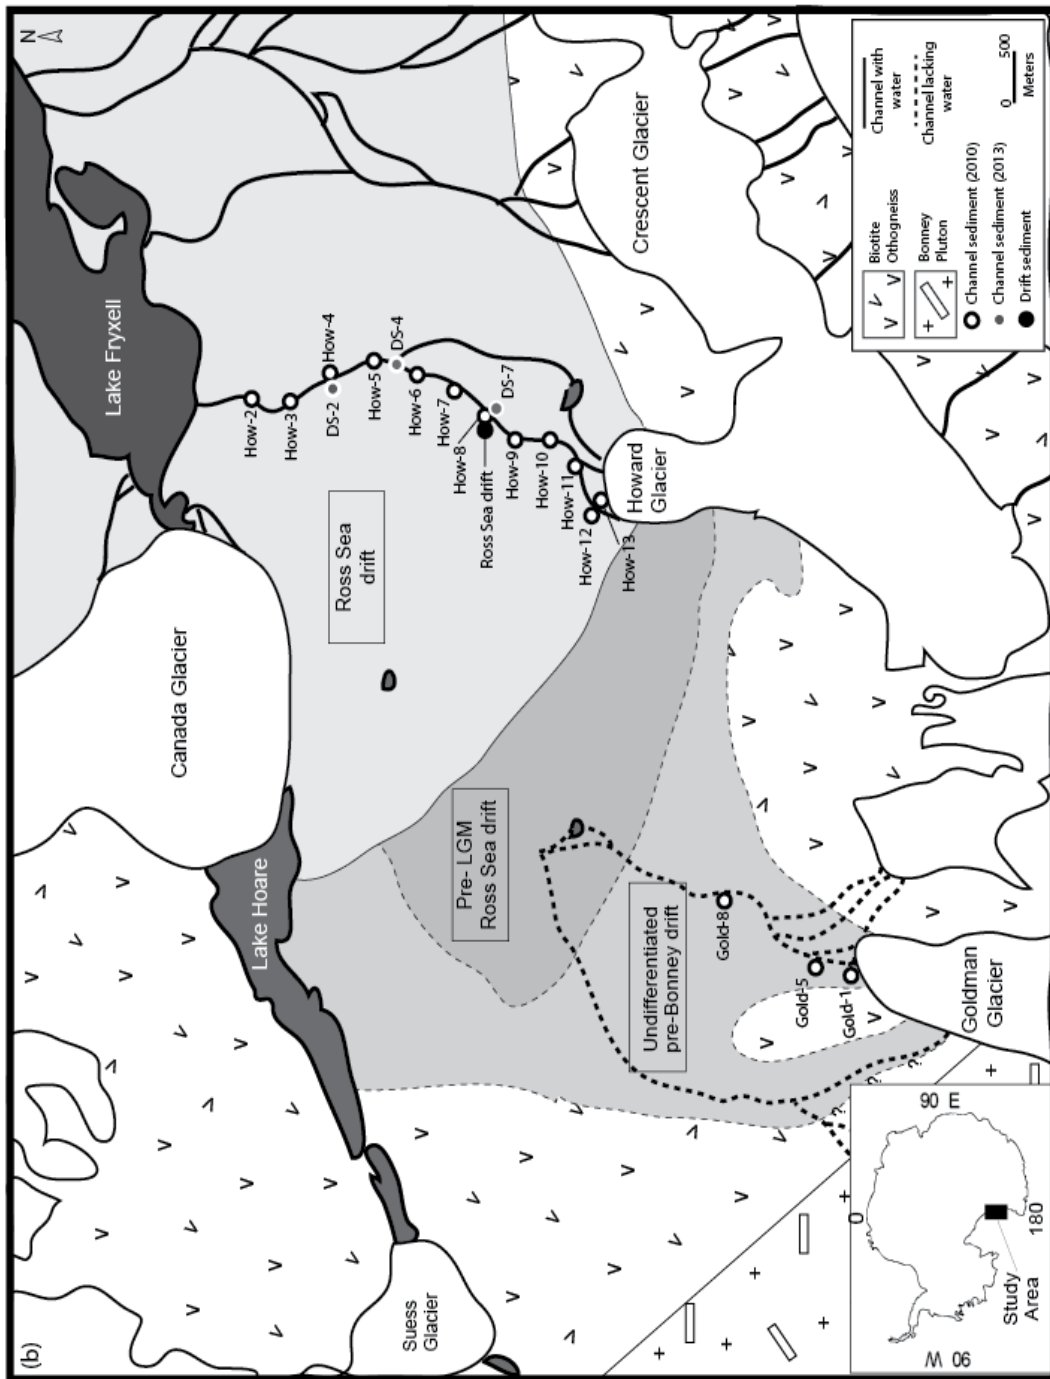 (b)
N
Suess
Glacier
Lake Hoare
Canada Glacier
Lake Fryxell
Ross Sea
drift
Pre- LGM
Ross Sea drift
Undifferentiated
pre-Bonney drift
How-2
How-3
DS-2
How-4
How-5
DS-4
How-6
How-7
DS-7
How-8
Ross Sea drift
How-9
How-10
How-11
How-12
How-13
Howard
Glacier
Crescent Glacier
Gold-8
Gold-5
Gold-1
Goldman
Glacier
?
?
?
0
90 E
180
90 W
Study
Area
Biotite
Othogneiss
Bonney
Pluton
Channel with
water
Channel lacking
water
Channel sediment (2010)
Channel sediment (2013)
Drift sediment
0 500
Meters